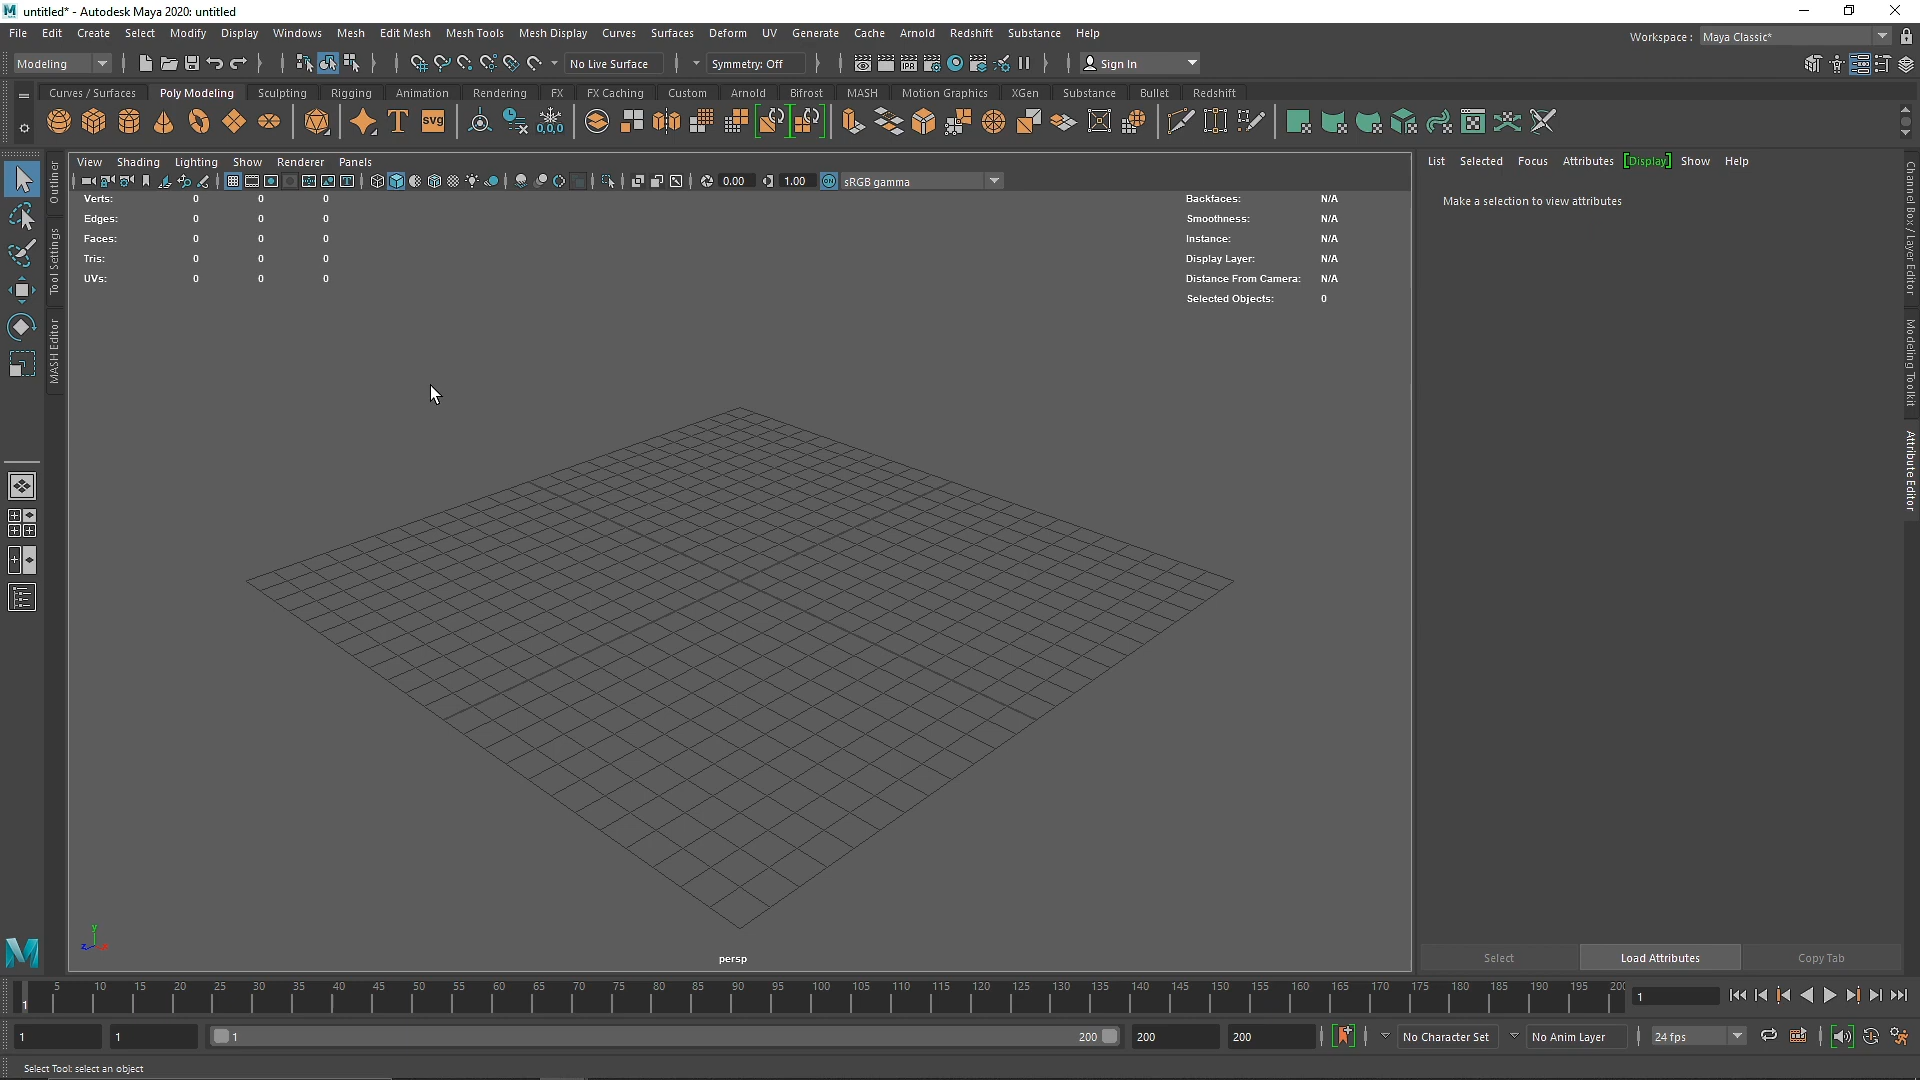 untitled* - Autodesk Maya 2020: untitled
File Edit Create Select Modify Display Windows Mesh Edit Mesh Mesh Tools Mesh Display Curves Surfaces Deform UV Generate Cache Arnold Redshift Substance Help
Workspace : Maya Classic*
Modeling No Live Surface Symmetry: Off IPR Sign In
Curves / Surfaces Poly Modeling Sculpting Rigging Animation Rendering FX FX Caching Custom Arnold Bifrost MASH Motion Graphics XGen Substance Bullet Redshift
T svg 0,0,0
View Shading Lighting Show Renderer Panels
0.00 1.00 ON sRGB gamma
Verts: 0 0 0
Edges: 0 0 0
Faces: 0 0 0
Tris: 0 0 0
UVs: 0 0 0
Backfaces: N/A
Smoothness: N/A
Instance: N/A
Display Layer: N/A
Distance From Camera: N/A
Selected Objects: 0
Outliner
Tool Settings
MASH Editor
List Selected Focus Attributes [Display] Show Help
Make a selection to view attributes
Channel Box / Layer Editor
Modeling Toolkit
Attribute Editor
y
z x
persp
Select Load Attributes Copy Tab
1 5 10 15 20 25 30 35 40 45 50 55 60 65 70 75 80 85 90 95 100 105 110 115 120 125 130 135 140 145 150 155 160 165 170 175 180 185 190 195 200 1
1 1 1 200 200 200 No Character Set No Anim Layer 24 fps
Select Tool: select an object